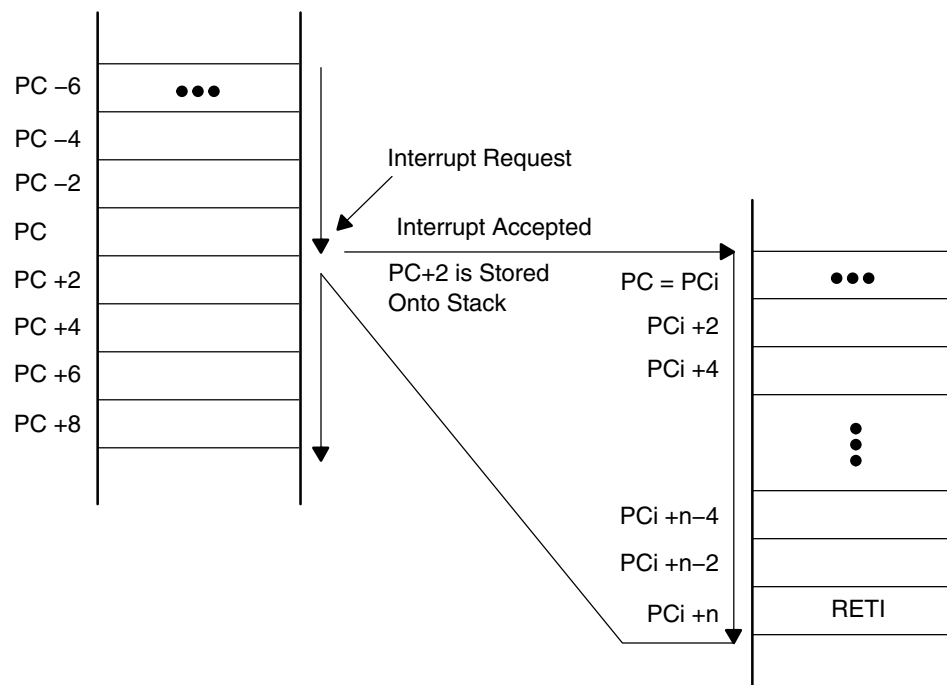 PC −6
PC −4
PC −2
PC
PC +2
PC +4
PC +6
PC +8
Interrupt Request
Interrupt Accepted
PC+2 is Stored
Onto Stack
PC = PCi
PCi +2
PCi +4
PCi +n−4
PCi +n−2
PCi +n
RETI